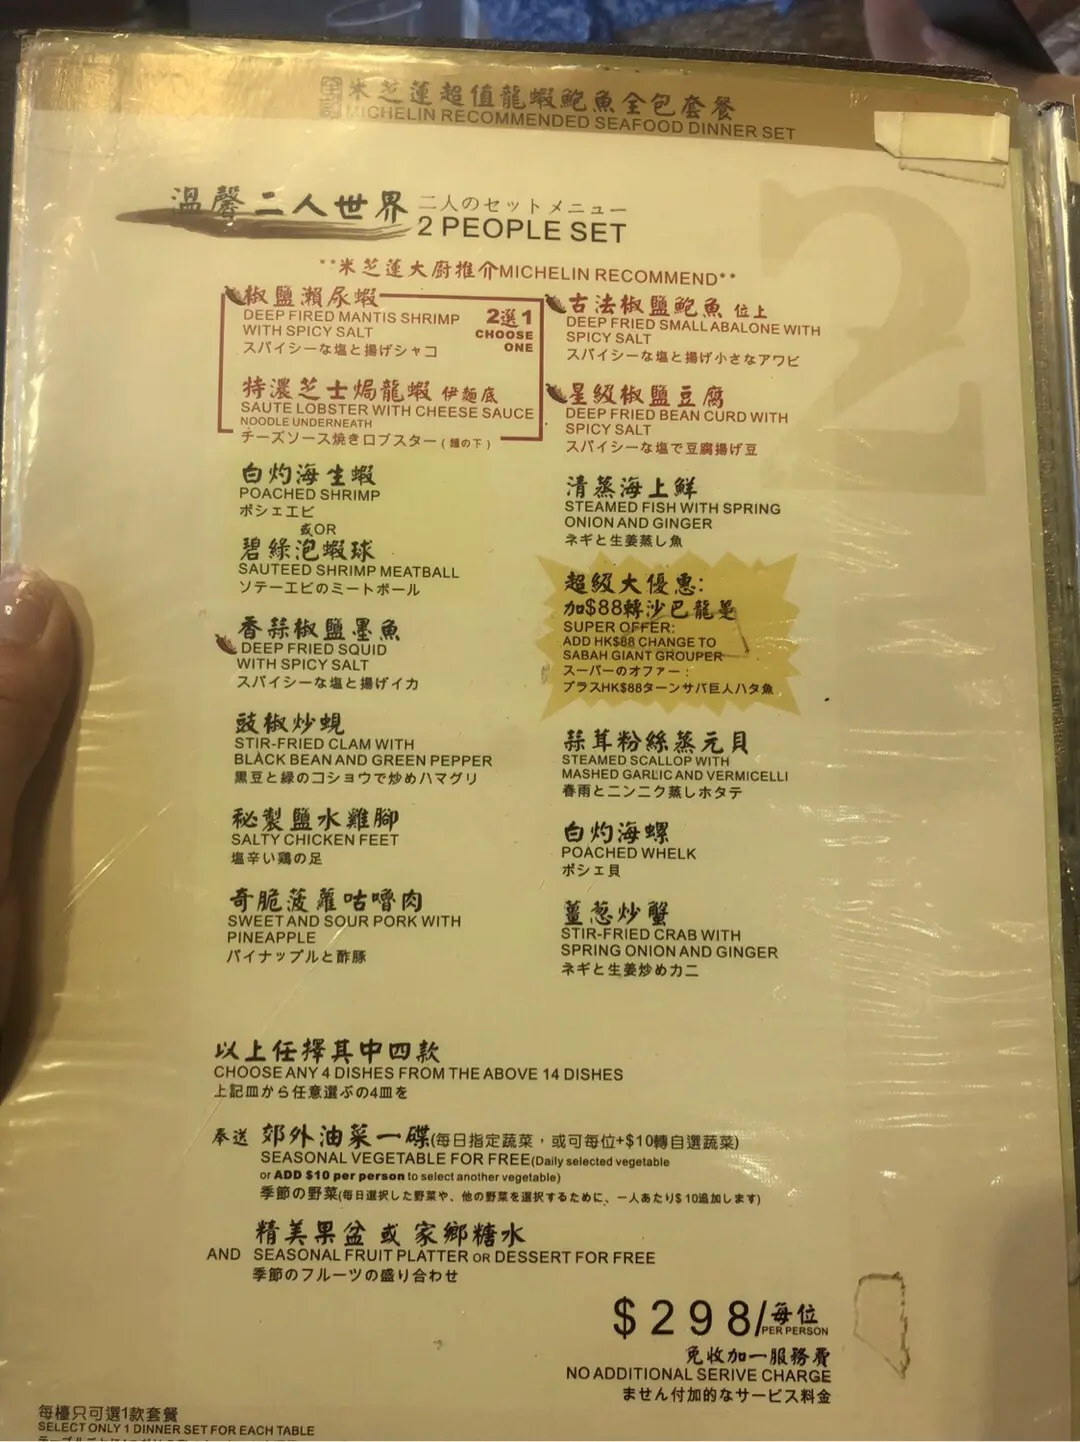 米芝蓮超值龍蝦鮑魚全包套餐
MICHELIN RECOMMENDED SEAFOOD DINNER SET
溫馨二人世界
二人のセットメニュー
2 PEOPLE SET
**米芝蓮大廚推介MICHELIN RECOMMEND**
椒鹽瀨尿蝦
DEEP FIRED MANTIS SHRIMP
WITH SPICY SALT
スパイシーな塩と揚げシャコ
2選1
CHOOSE
ONE
特濃芝士焗龍蝦 伊麵底
SAUTE LOBSTER WITH CHEESE SAUCE
NOODLE UNDERNEATH
チーズソース焼きロブスター(麺の下)
白灼海生蝦
POACHED SHRIMP
ポシェエビ
或OR
碧綠泡蝦球
SAUTEED SHRIMP MEATBALL
ソテーエビのミートボール
香蒜椒鹽墨魚
DEEP FRIED SQUID
WITH SPICY SALT
スパイシーな塩と揚げイカ
豉椒炒蜆
STIR-FRIED CLAM WITH
BLACK BEAN AND GREEN PEPPER
黒豆と緑のコショウで炒めハマグリ
秘製鹽水雞腳
SALTY CHICKEN FEET
塩辛い鶏の足
奇脆菠蘿咕嚕肉
SWEET AND SOUR PORK WITH
PINEAPPLE
パイナップルと酢豚
古法椒鹽鮑魚 位上
DEEP FRIED SMALL ABALONE WITH
SPICY SALT
スパイシーな塩と揚げ小さなアワビ
星級椒鹽豆腐
DEEP FRIED BEAN CURD WITH
SPICY SALT
スパイシーな塩で豆腐揚げ豆
清蒸海上鮮
STEAMED FISH WITH SPRING
ONION AND GINGER
ネギと生姜蒸し魚
超級大優惠:
加$88轉沙巴龍躉
SUPER OFFER:
ADD HK$88 CHANGE TO
SABAH GIANT GROUPER
スーパーのオファー:
プラスHK$88ターンサバ巨人ハタ魚
蒜茸粉絲蒸元貝
STEAMED SCALLOP WITH
MASHED GARLIC AND VERMICELLI
春雨とニンニク蒸しホタテ
白灼海螺
POACHED WHELK
ポシェ貝
薑葱炒蟹
STIR-FRIED CRAB WITH
SPRING ONION AND GINGER
ネギと生姜炒めカニ
以上任擇其中四款
CHOOSE ANY 4 DISHES FROM THE ABOVE 14 DISHES
上記皿から任意選ぶの4皿を
奉送 郊外油菜一碟(每日指定蔬菜，或可每位+$10轉自選蔬菜)
SEASONAL VEGETABLE FOR FREE(Daily selected vegetable
or ADD $10 per person to select another vegetable)
季節の野菜(毎日選択した野菜や、他の野菜を選択するために、一人あたり$ 10追加します)
精美果盆 或 家鄉糖水
AND SEASONAL FRUIT PLATTER OR DESSERT FOR FREE
季節のフルーツの盛り合わせ
$298/每位
PER PERSON
免收加一服務費
NO ADDITIONAL SERIVE CHARGE
ません付加的なサービス料金
每檯只可選1款套餐
SELECT ONLY 1 DINNER SET FOR EACH TABLE